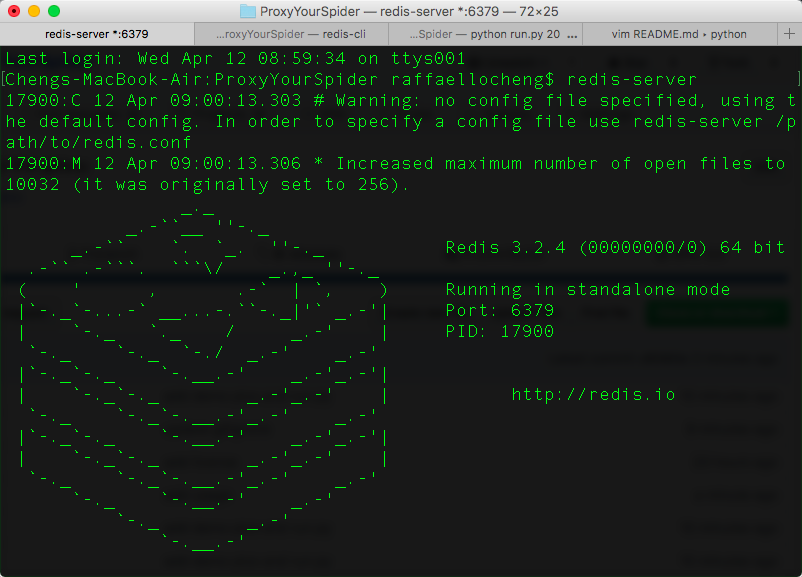 ProxyYourSpider — redis-server *:6379 — 72×25
redis-server *:6379
...roxyYourSpider — redis-cli
...Spider — python run.py 20 ...
vim README.md • python
Last login: Wed Apr 12 08:59:34 on ttys001
[Chengs-MacBook-Air:ProxyYourSpider raffaellocheng$ redis-server ]
17900:C 12 Apr 09:00:13.303 # Warning: no config file specified, using t
he default config. In order to specify a config file use redis-server /p
ath/to/redis.conf
17900:M 12 Apr 09:00:13.306 * Increased maximum number of open files to
10032 (it was originally set to 256).
Redis 3.2.4 (00000000/0) 64 bit
Running in standalone mode
Port: 6379
PID: 17900
http://redis.io